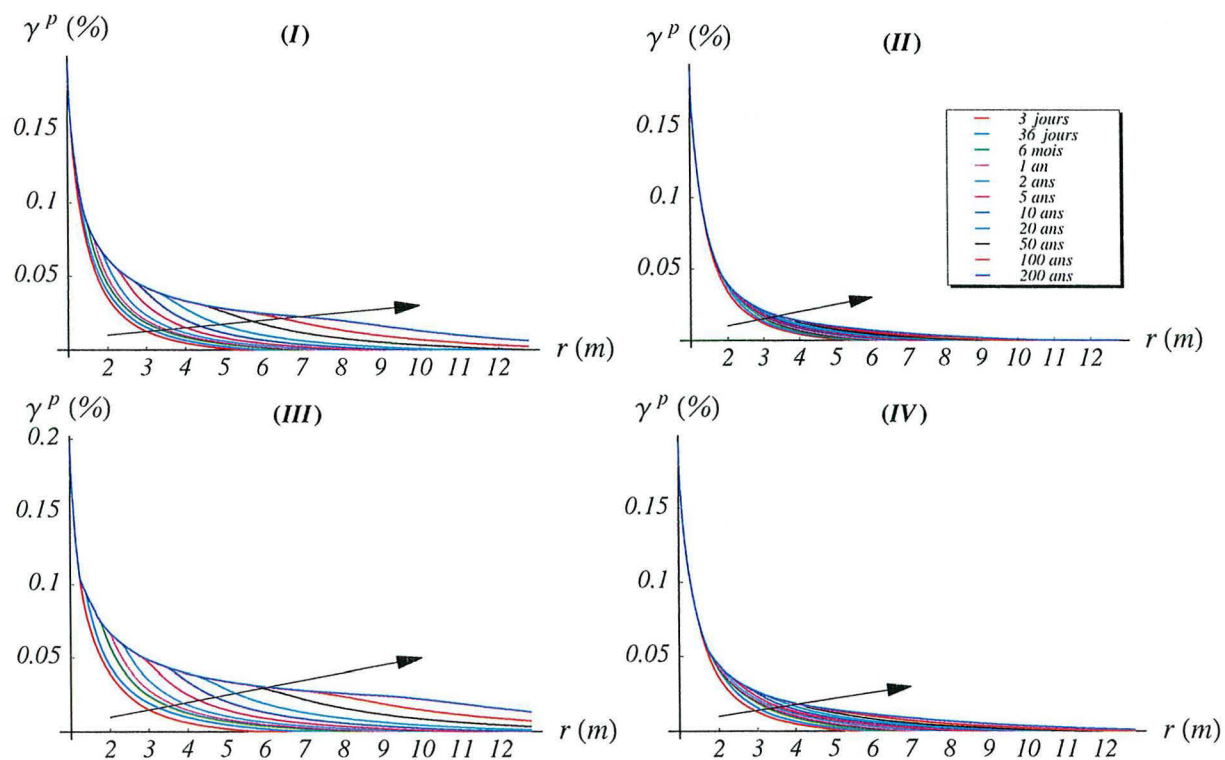 γ p (%)
(I)
0.15
0.1
0.05
2 3 4 5 6 7 8 9 10 11 12
r (m)
γ p (%)
(II)
0.15
0.1
0.05
2 3 4 5 6 7 8 9 10 11 12
r (m)
3 jours
36 jours
6 mois
1 an
2 ans
5 ans
10 ans
20 ans
50 ans
100 ans
200 ans
γ p (%)
(III)
0.2
0.15
0.1
0.05
2 3 4 5 6 7 8 9 10 11 12
r (m)
γ p (%)
(IV)
0.15
0.1
0.05
2 3 4 5 6 7 8 9 10 11 12
r (m)